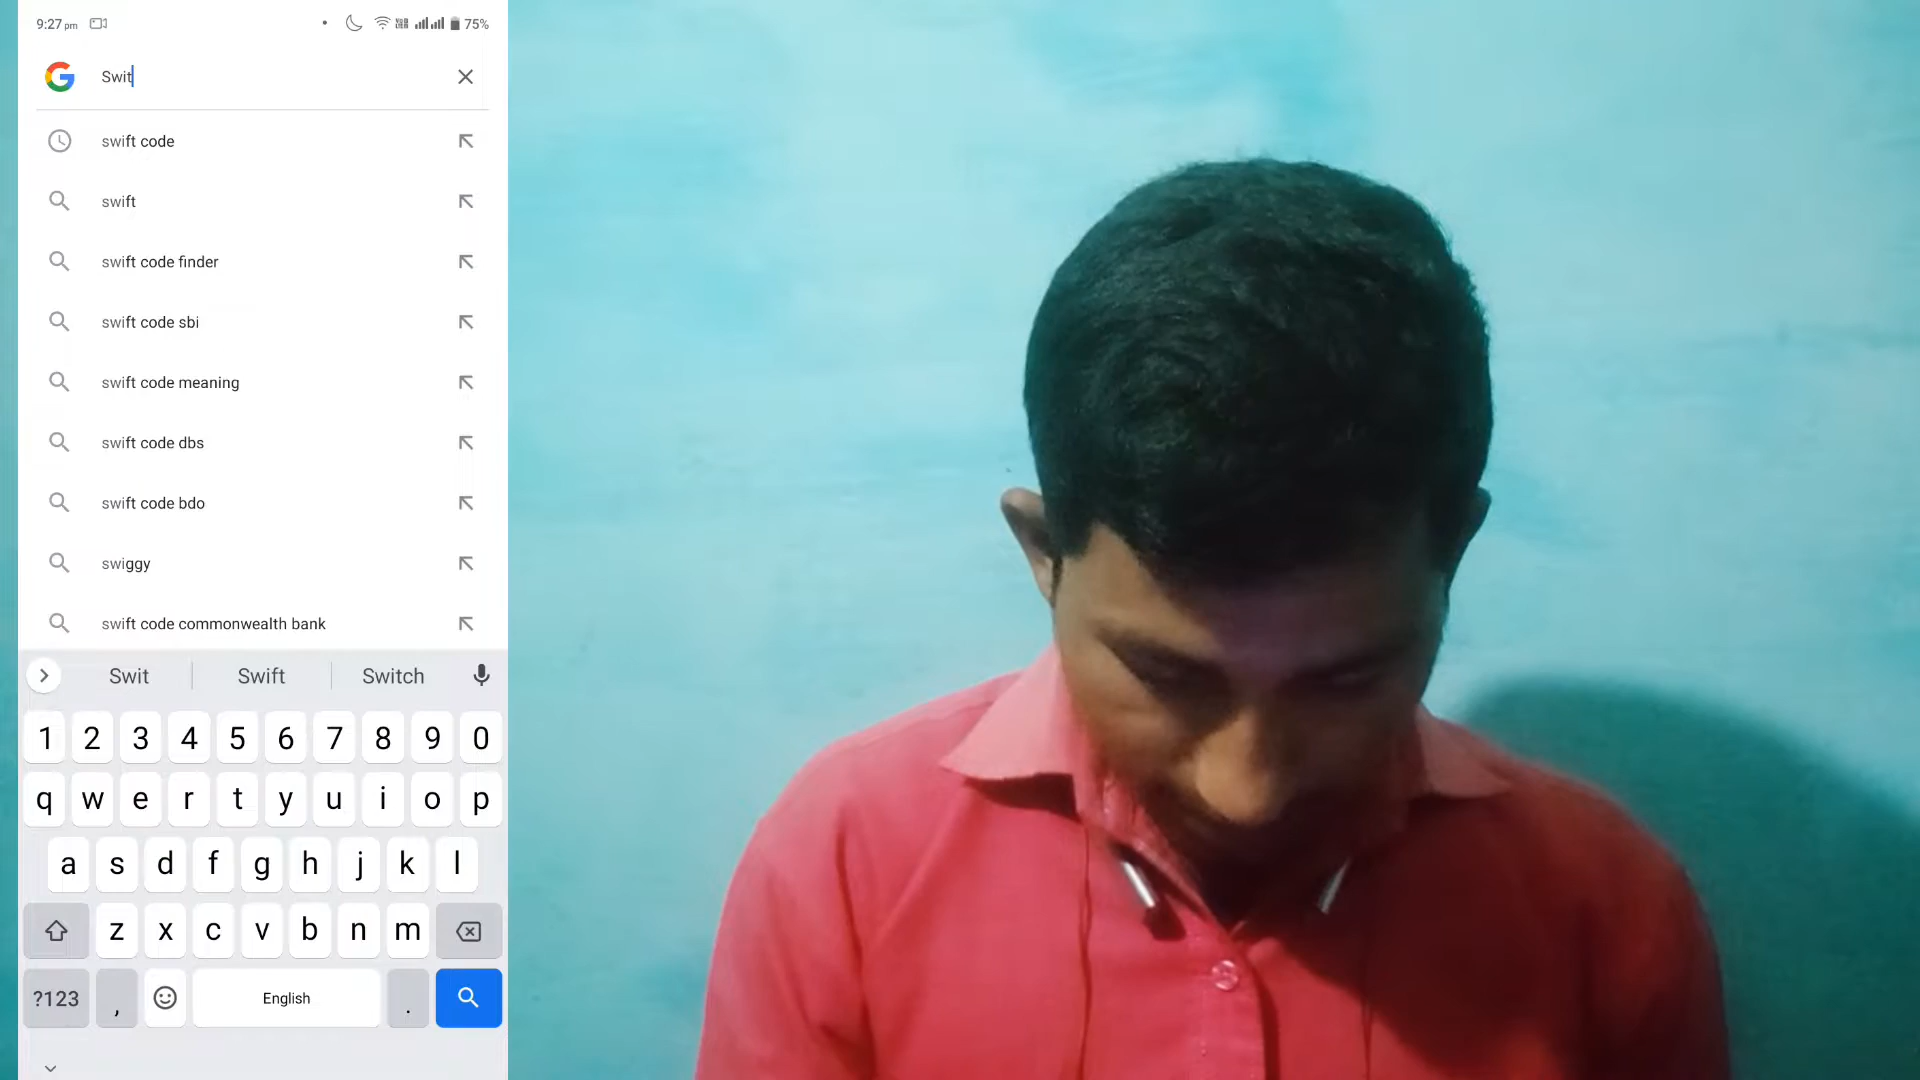 9:27 pm
75%
Swit
swift code
swift
swift code finder
swift code sbi
swift code meaning
swift code dbs
swift code bdo
swiggy
swift code commonwealth bank
Swit Swift Switch
1 2 3 4 5 6 7 8 9 0
q w e r t y u i o p
a s d f g h j k l
z x c v b n m
?123 , English .